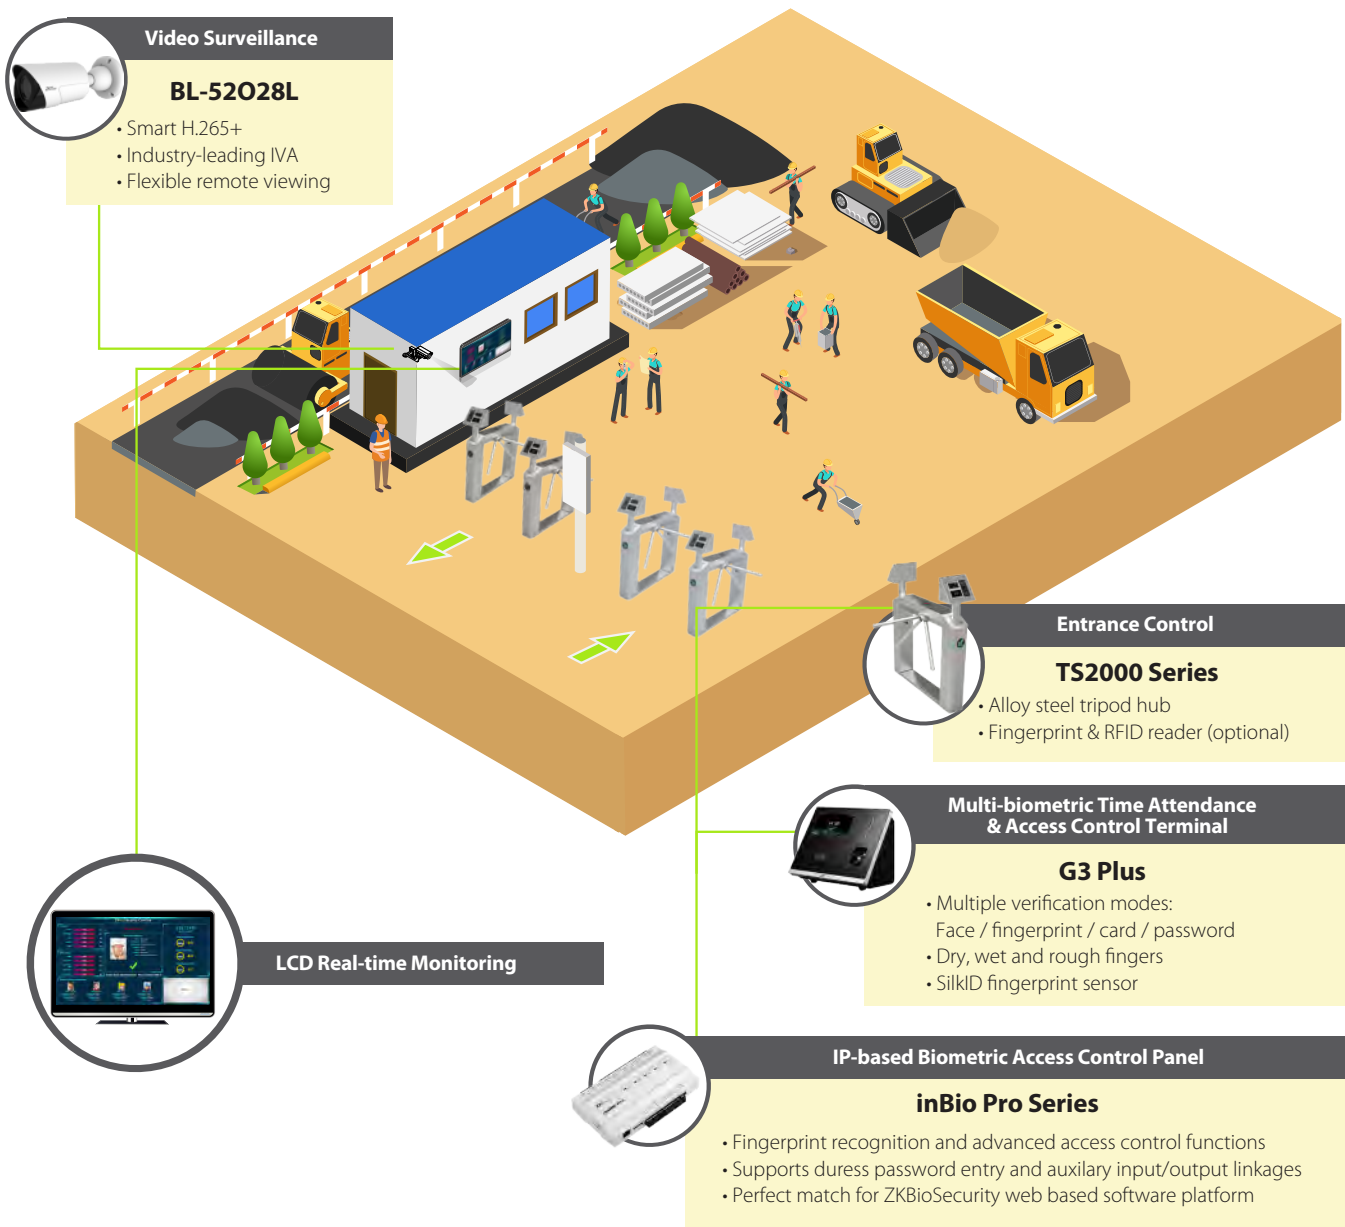 Video Surveillance
BL-52O28L
• Smart H.265+
• Industry-leading IVA
• Flexible remote viewing
Entrance Control
TS2000 Series
• Alloy steel tripod hub
• Fingerprint & RFID reader (optional)
Multi-biometric Time Attendance
& Access Control Terminal
G3 Plus
• Multiple verification modes:
Face / fingerprint / card / password
• Dry, wet and rough fingers
• SilkID fingerprint sensor
LCD Real-time Monitoring
IP-based Biometric Access Control Panel
inBio Pro Series
• Fingerprint recognition and advanced access control functions
• Supports duress password entry and auxilary input/output linkages
• Perfect match for ZKBioSecurity web based software platform